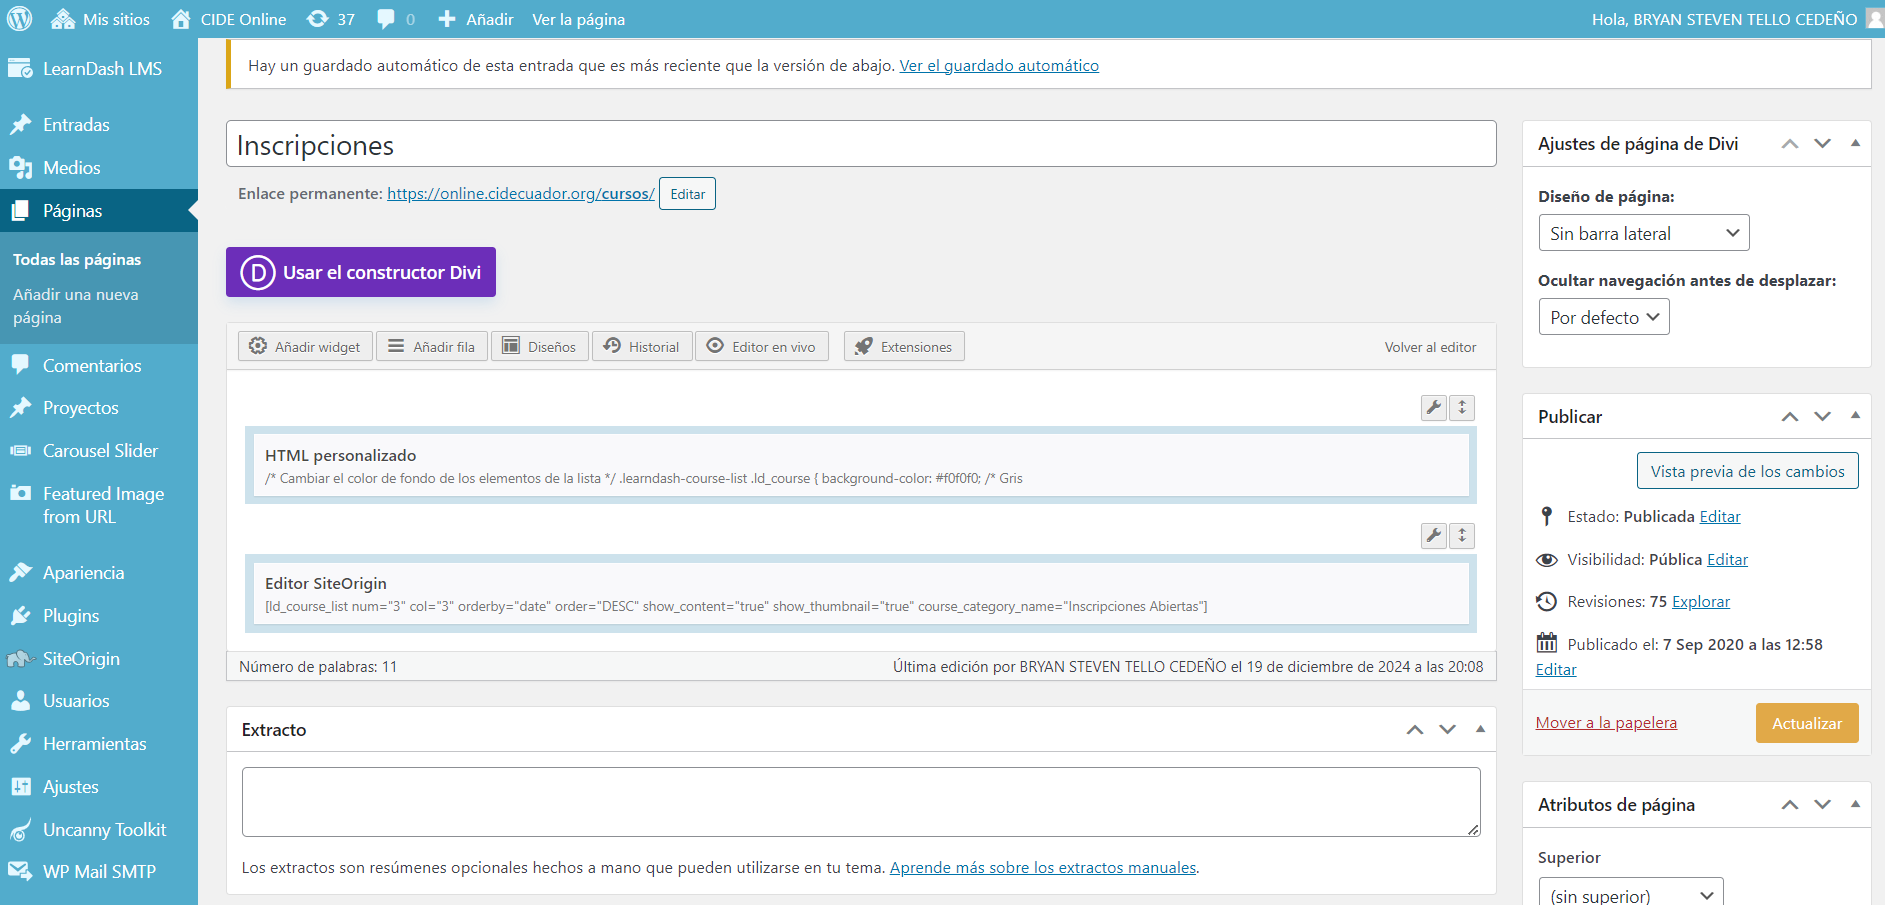 Mis sitios
CIDE Online
37
0
Añadir
Ver la página
Hola, BRYAN STEVEN TELLO CEDEÑO
LearnDash LMS
Entradas
Medios
Páginas
Todas las páginas
Añadir una nueva
página
Comentarios
Proyectos
Carousel Slider
Featured Image
from URL
Apariencia
Plugins
SiteOrigin
Usuarios
Herramientas
Ajustes
Uncanny Toolkit
WP Mail SMTP
Hay un guardado automático de esta entrada que es más reciente que la versión de abajo. Ver el guardado automático
Inscripciones
Enlace permanente: https://online.cidecuador.org/cursos/ Editar
D Usar el constructor Divi
Añadir widget
Añadir fila
Diseños
Historial
Editor en vivo
Extensiones
Volver al editor
HTML personalizado
/* Cambiar el color de fondo de los elementos de la lista */ .learndash-course-list .ld_course { background-color: #f0f0f0; /* Gris
Editor SiteOrigin
[ld_course_list num="3" col="3" orderby="date" order="DESC" show_content="true" show_thumbnail="true" course_category_name="Inscripciones Abiertas"]
Número de palabras: 11
Última edición por BRYAN STEVEN TELLO CEDEÑO el 19 de diciembre de 2024 a las 20:08
Extracto
Los extractos son resúmenes opcionales hechos a mano que pueden utilizarse en tu tema. Aprende más sobre los extractos manuales.
Ajustes de página de Divi
Diseño de página:
Sin barra lateral
Ocultar navegación antes de desplazar:
Por defecto
Publicar
Vista previa de los cambios
Estado: Publicada Editar
Visibilidad: Pública Editar
Revisiones: 75 Explorar
Publicado el: 7 Sep 2020 a las 12:58
Editar
Mover a la papelera
Actualizar
Atributos de página
Superior
(sin superior)